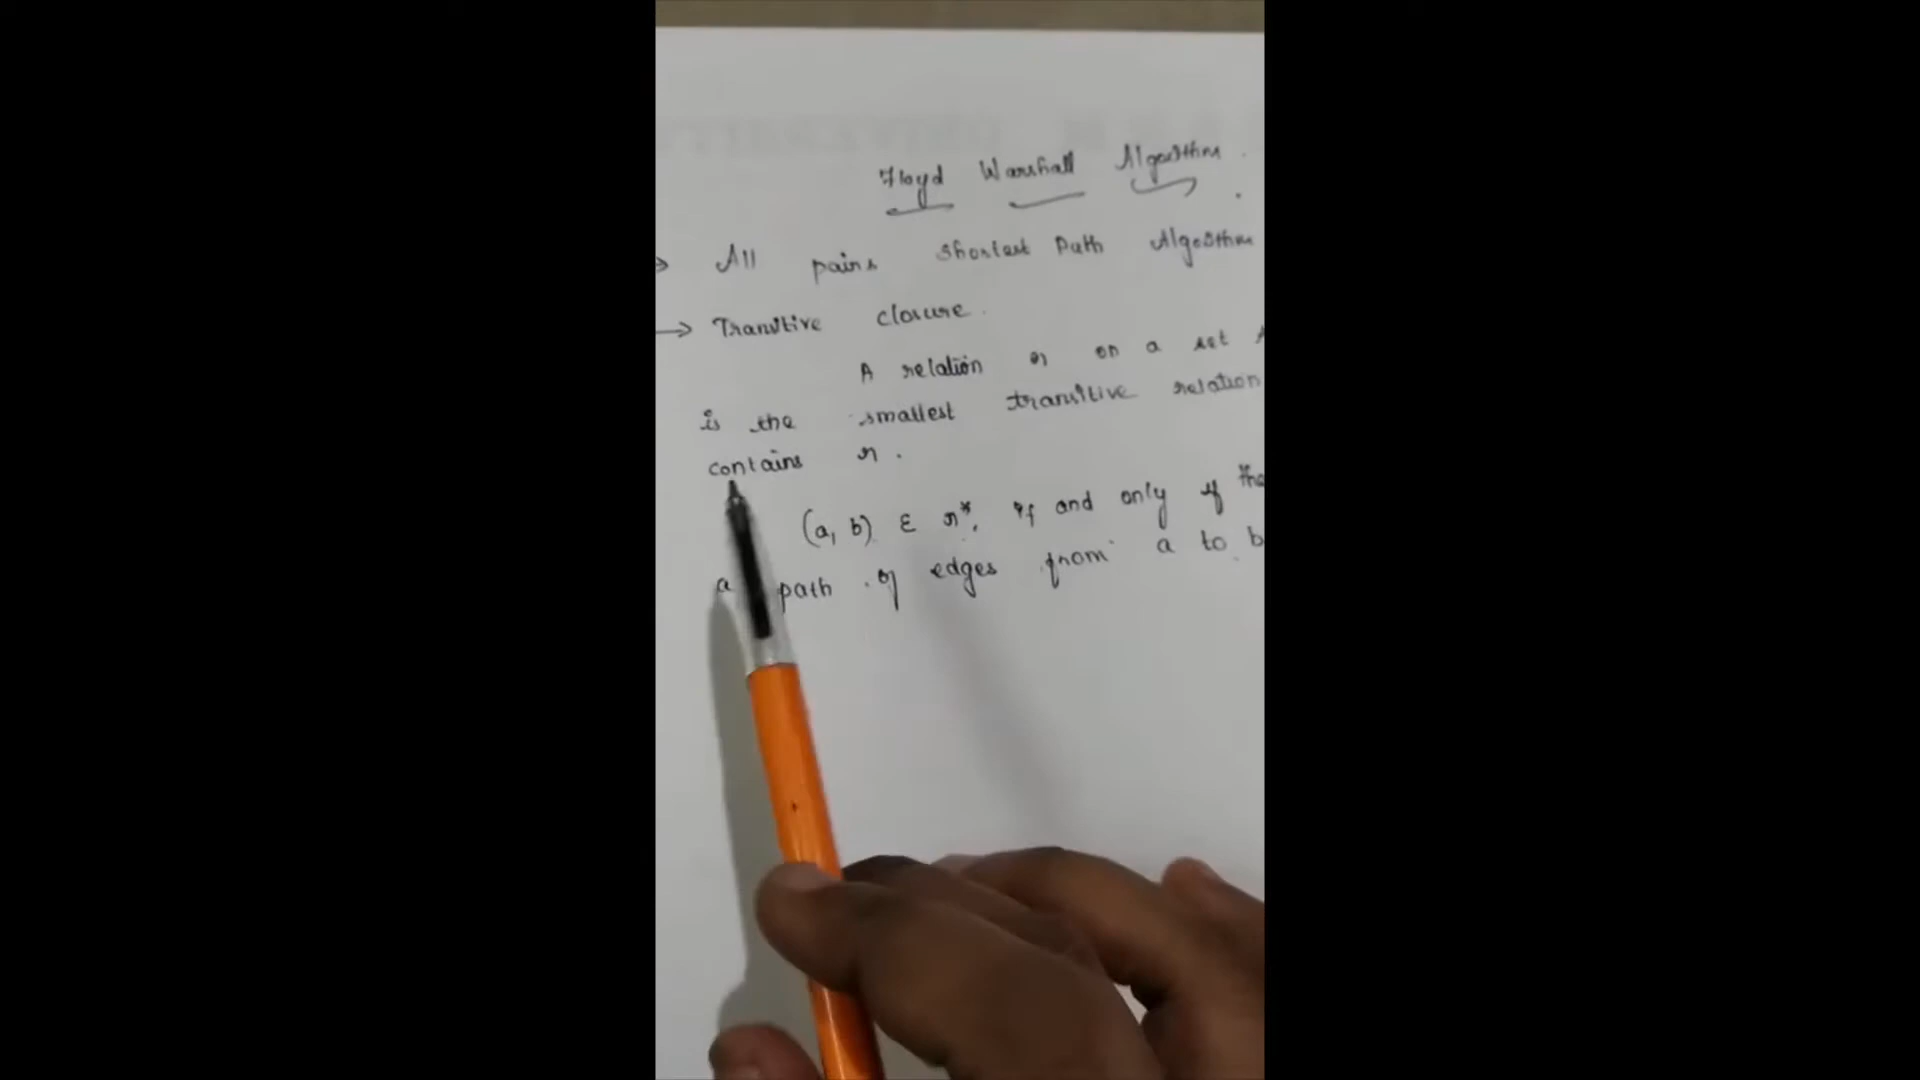 Floyd Warshall Algorithm.
→ All pairs Shortest Path Algorithm
→ Transitive closure.
A relation r on a set A
is the smallest transitive relation
contains r.
(a, b) ε r*, if and only if the
a path of edges from a to b